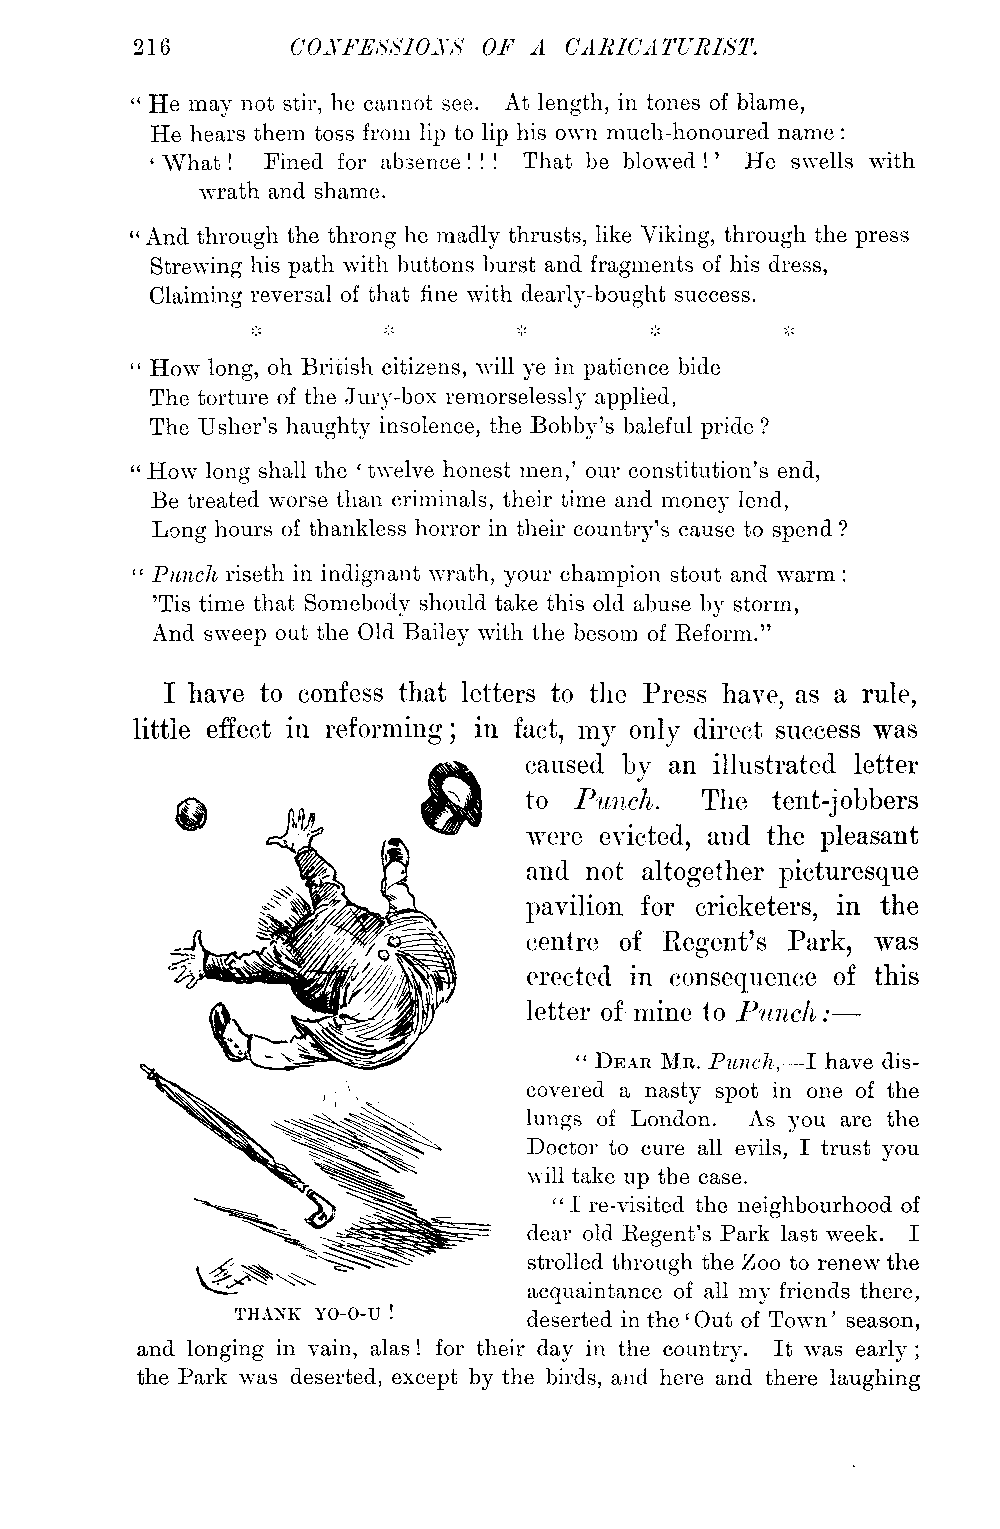 216 CONFESSIONS OF A CARICATURIST.
“ He may not stir, he cannot see. At length, in tones of blame,
He hears them toss from lip to lip his own much-honoured name :
‘ What ! Fined for absence ! ! ! That be blowed ! ’ He swells with
wrath and shame.
“ And through the throng he madly thrusts, like Viking, through the press
Strewing his path with buttons burst and fragments of his dress,
Claiming reversal of that fine with dearly-bought success.
* * * * *
“ How long, oh British citizens, will ye in patience bide
The torture of the Jury-box remorselessly applied,
The Usher’s haughty insolence, the Bobby’s baleful pride ?
“ How long shall the ‘ twelve honest men,’ our constitution’s end,
Be treated worse than criminals, their time and money lend,
Long hours of thankless horror in their country’s cause to spend ?
“ Punch riseth in indignant wrath, your champion stout and warm :
’Tis time that Somebody should take this old abuse by storm,
And sweep out the Old Bailey with the besom of Reform.”
I have to confess that letters to the Press have, as a rule,
little effect in reforming ; in fact, my only direct success was
caused by an illustrated letter
to Punch. The tent-jobbers
were evicted, and the pleasant
and not altogether picturesque
pavilion for cricketers, in the
centre of Regent’s Park, was
erected in consequence of this
letter of mine to Punch :—
“ DEAR MR. Punch,—I have dis-
covered a nasty spot in one of the
lungs of London. As you are the
Doctor to cure all evils, I trust you
will take up the case.
“ I re-visited the neighbourhood of
dear old Regent’s Park last week. I
strolled through the Zoo to renew the
acquaintance of all my friends there,
deserted in the ‘ Out of Town ’ season,
HF
THANK YO-O-U !
and longing in vain, alas ! for their day in the country. It was early ;
the Park was deserted, except by the birds, and here and there laughing